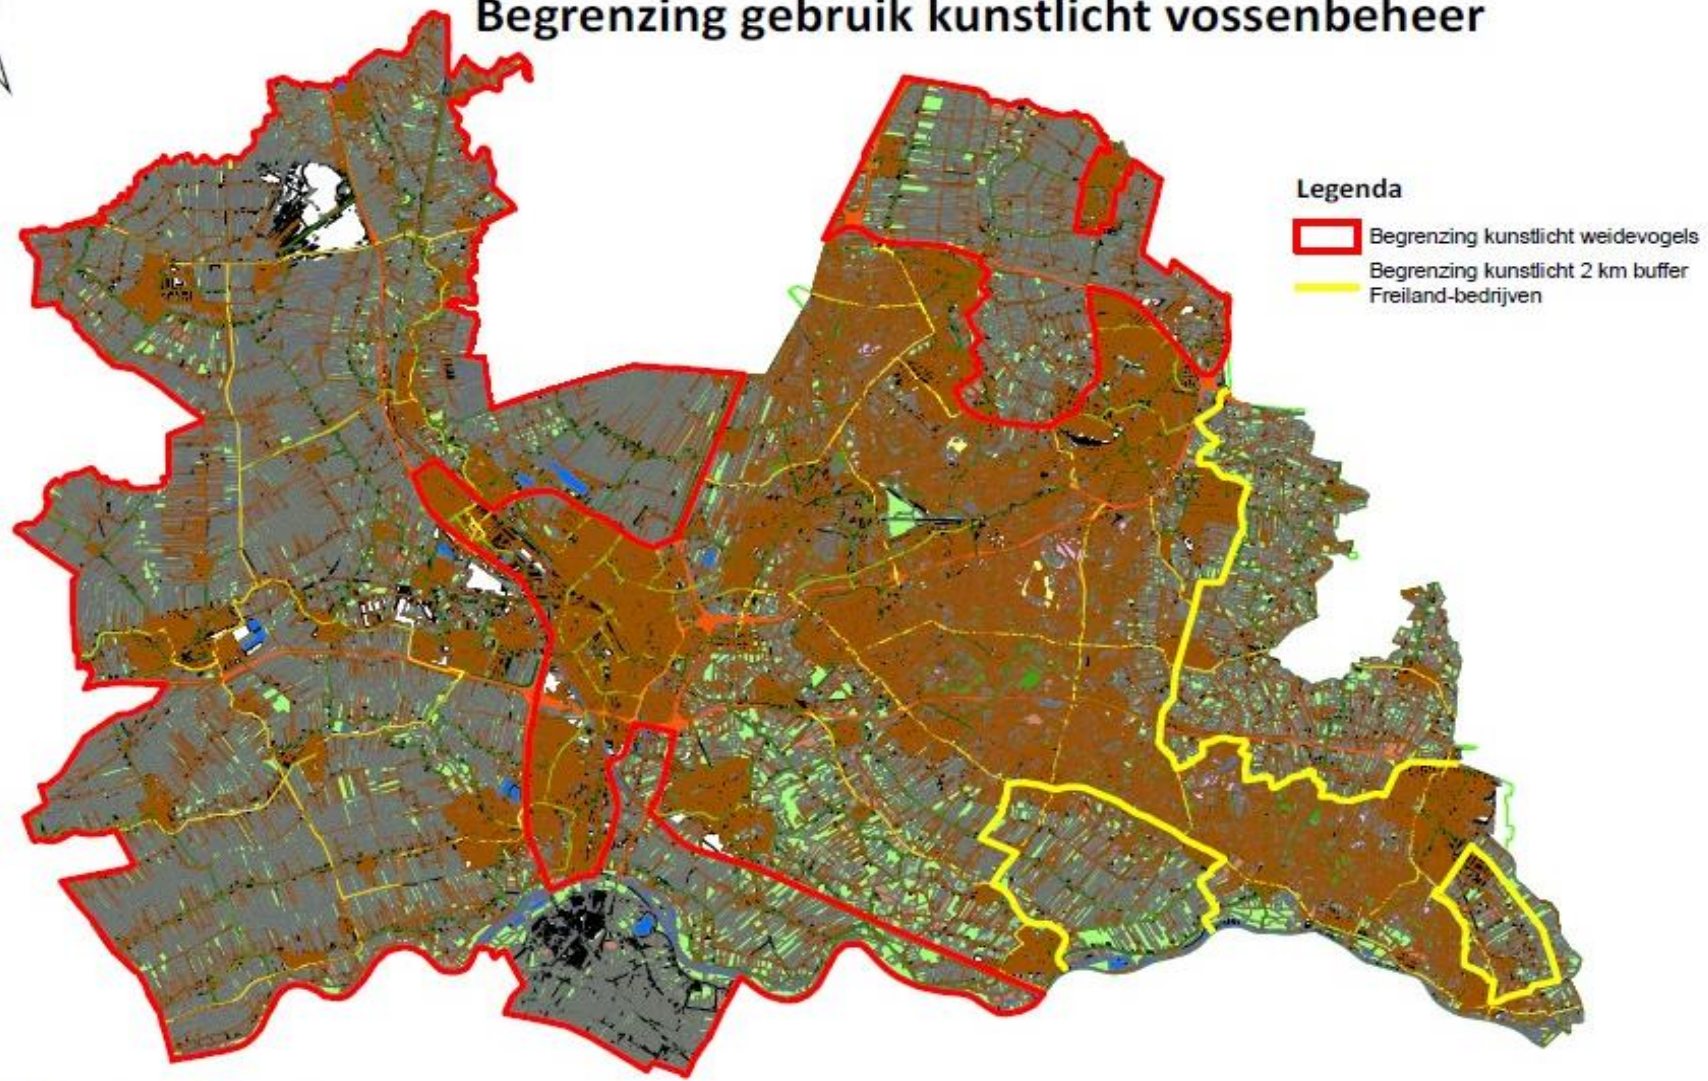 Begrenzing gebruik kunstlicht vossenbeheer
Legenda
Begrenzing kunstlicht weidevogels
Begrenzing kunstlicht 2 km buffer
Freiland-bedrijven